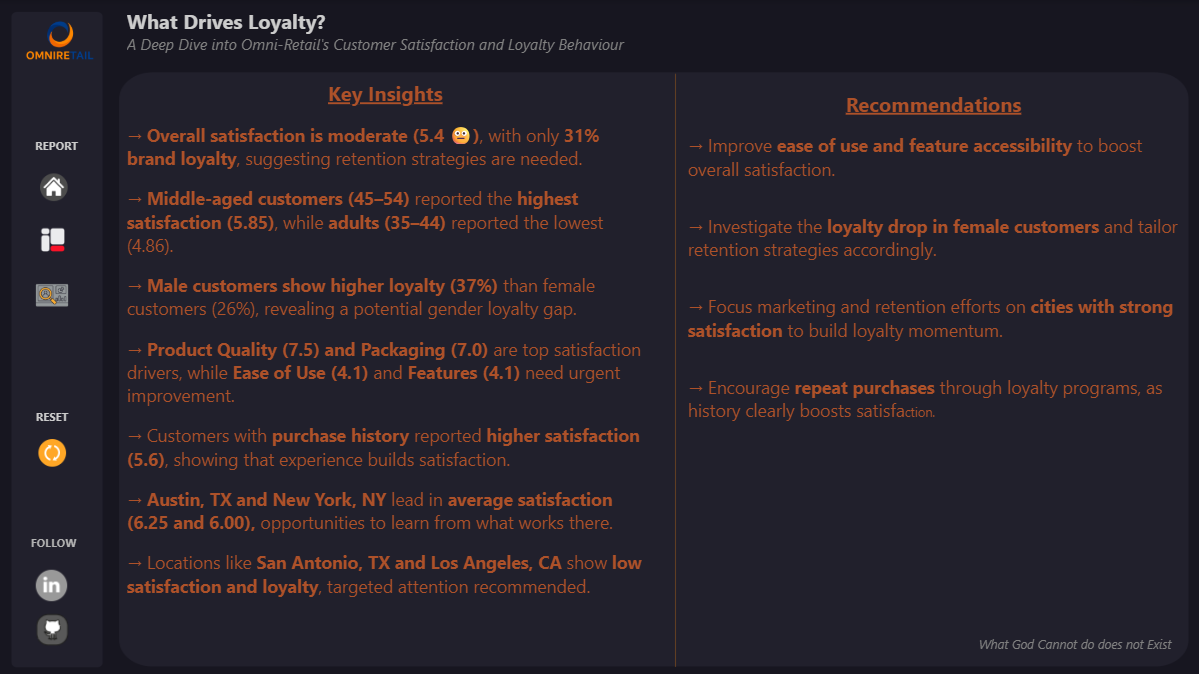 OMNIRETAIL
What Drives Loyalty?
A Deep Dive into Omni-Retail's Customer Satisfaction and Loyalty Behaviour
REPORT
RESET
FOLLOW
in
Key Insights
→ Overall satisfaction is moderate (5.4 😐), with only 31%
brand loyalty, suggesting retention strategies are needed.
→ Middle-aged customers (45–54) reported the highest
satisfaction (5.85), while adults (35–44) reported the lowest
(4.86).
→ Male customers show higher loyalty (37%) than female
customers (26%), revealing a potential gender loyalty gap.
→ Product Quality (7.5) and Packaging (7.0) are top satisfaction
drivers, while Ease of Use (4.1) and Features (4.1) need urgent
improvement.
→ Customers with purchase history reported higher satisfaction
(5.6), showing that experience builds satisfaction.
→ Austin, TX and New York, NY lead in average satisfaction
(6.25 and 6.00), opportunities to learn from what works there.
→ Locations like San Antonio, TX and Los Angeles, CA show low
satisfaction and loyalty, targeted attention recommended.
Recommendations
→ Improve ease of use and feature accessibility to boost
overall satisfaction.
→ Investigate the loyalty drop in female customers and tailor
retention strategies accordingly.
→ Focus marketing and retention efforts on cities with strong
satisfaction to build loyalty momentum.
→ Encourage repeat purchases through loyalty programs, as
history clearly boosts satisfaction.
What God Cannot do does not Exist